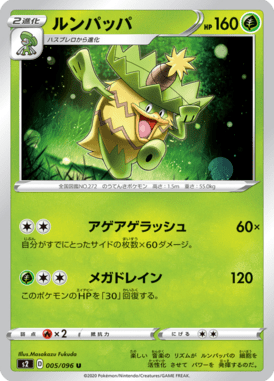 2進化 ルンパッパ HP160
ハスブレロから進化
全国図鑑NO.272 のうてんきポケモン 高さ:1.5m 重さ:55.0kg
アゲアゲラッシュ 60×
自分がすでにとったサイドの枚数×60ダメージ。
メガドレイン 120
このポケモンのHPを「30」回復する。
弱点 ×2 抵抗力 にげる
Illus.Masakazu Fukuda
楽しい 音楽の リズムが ルンパッパの 細胞を
活性化 させて パワーを 発揮するのだ。
s2 D 005/096 U
©2020 Pokémon/Nintendo/Creatures/GAME FREAK.